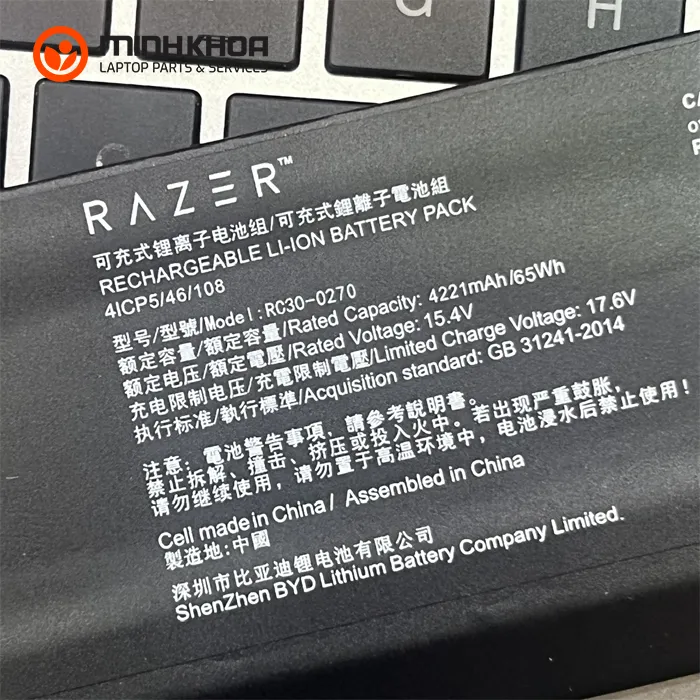 MINHKHOA
LAPTOP PARTS & SERVICES
G
H
C
RAZER™
可充式锂离子电池组/可充式鋰離子電池組
RECHARGEABLE LI-ION BATTERY PACK
4ICP5/46/108
型号/型號/Model:RC30-0270
额定容量/額定容量/Rated Capacity: 4221mAh/65Wh
额定电压/額定電壓/Rated Voltage: 15.4V
充电限制电压/充電限制電壓/Limited Charge Voltage: 17.6V
执行标准/執行標準/Acquisition standard: GB 31241-2014
注意: 電池警告事項, 請參考說明書。
禁止拆解、撞击、挤压或投入火中。若出现严重鼓胀,
请勿继续使用, 请勿置于高温环境中, 电池浸水后禁止使用!
Cell made in China / Assembled in China
製造地:中國
深圳市比亚迪锂电池有限公司
ShenZhen BYD Lithium Battery Company Limited.